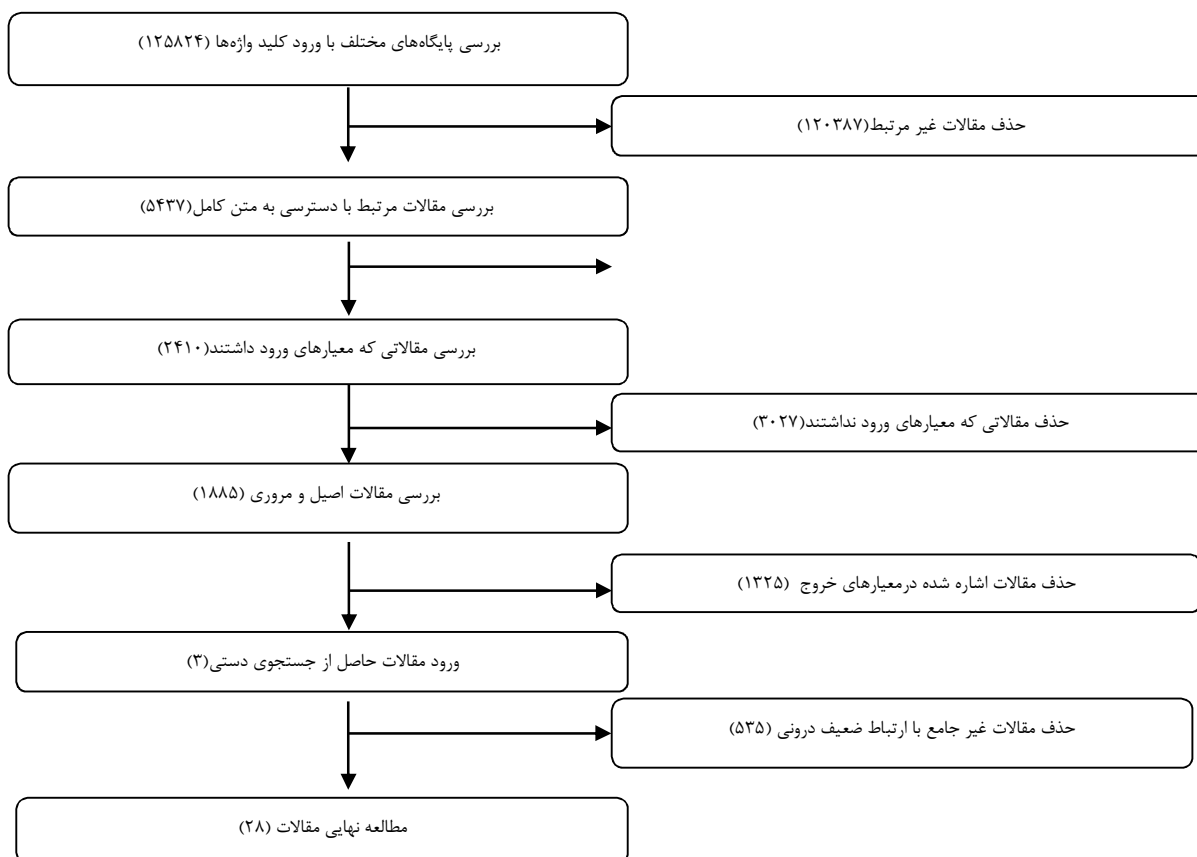 بررسی پایگاه‌های مختلف با ورود کلید واژه‌ها (۱۲۵۸۲۴)
حذف مقالات غیر مرتبط(۱۲۰۳۸۷)
بررسی مقالات مرتبط با دسترسی به متن کامل(۵۴۳۷)
بررسی مقالاتی که معیارهای ورود داشتند(۲۴۱۰)
حذف مقالاتی که معیارهای ورود نداشتند(۳۰۲۷)
بررسی مقالات اصیل و مروری (۱۸۸۵)
حذف مقالات اشاره شده درمعیارهای خروج (۱۳۲۵)
ورود مقالات حاصل از جستجوی دستی(۳)
حذف مقالات غیر جامع با ارتباط ضعیف درونی (۵۳۵)
مطالعه نهایی مقالات (۲۸)